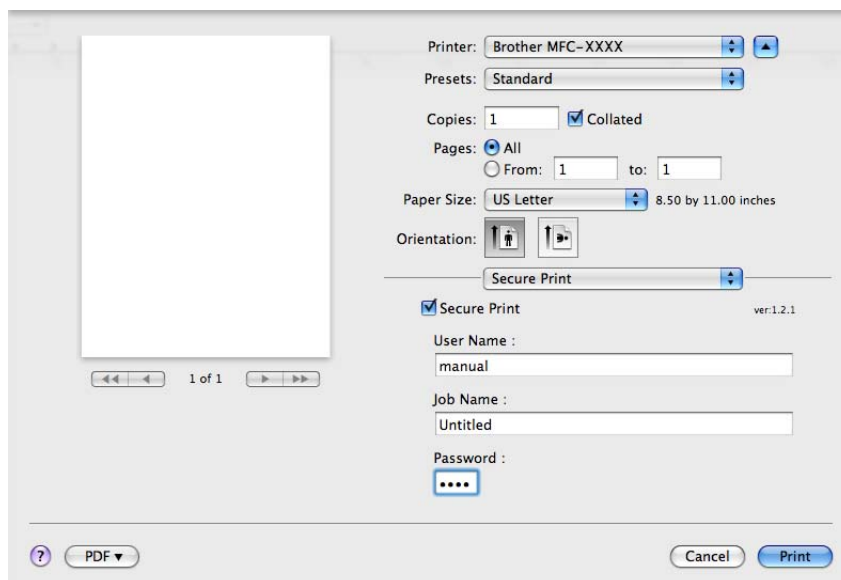 Printer: Brother MFC-XXXX
Presets: Standard
Copies: 1 Collated
Pages: All
From: 1 to: 1
Paper Size: US Letter 8.50 by 11.00 inches
Orientation:
Secure Print
Secure Print ver:1.2.1
User Name :
manual
1 of 1
Job Name :
Untitled
Password :
••••
? PDF ▼ Cancel Print